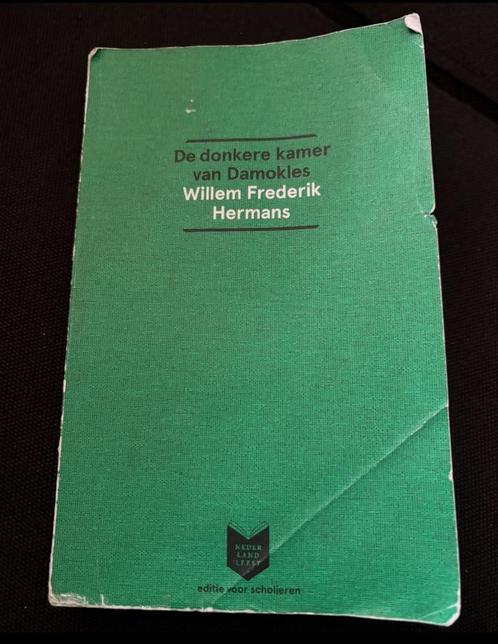 De donkere kamer
van Damokles
Willem Frederik
Hermans
NEDER
LAND
LEEST
editie voor scholieren